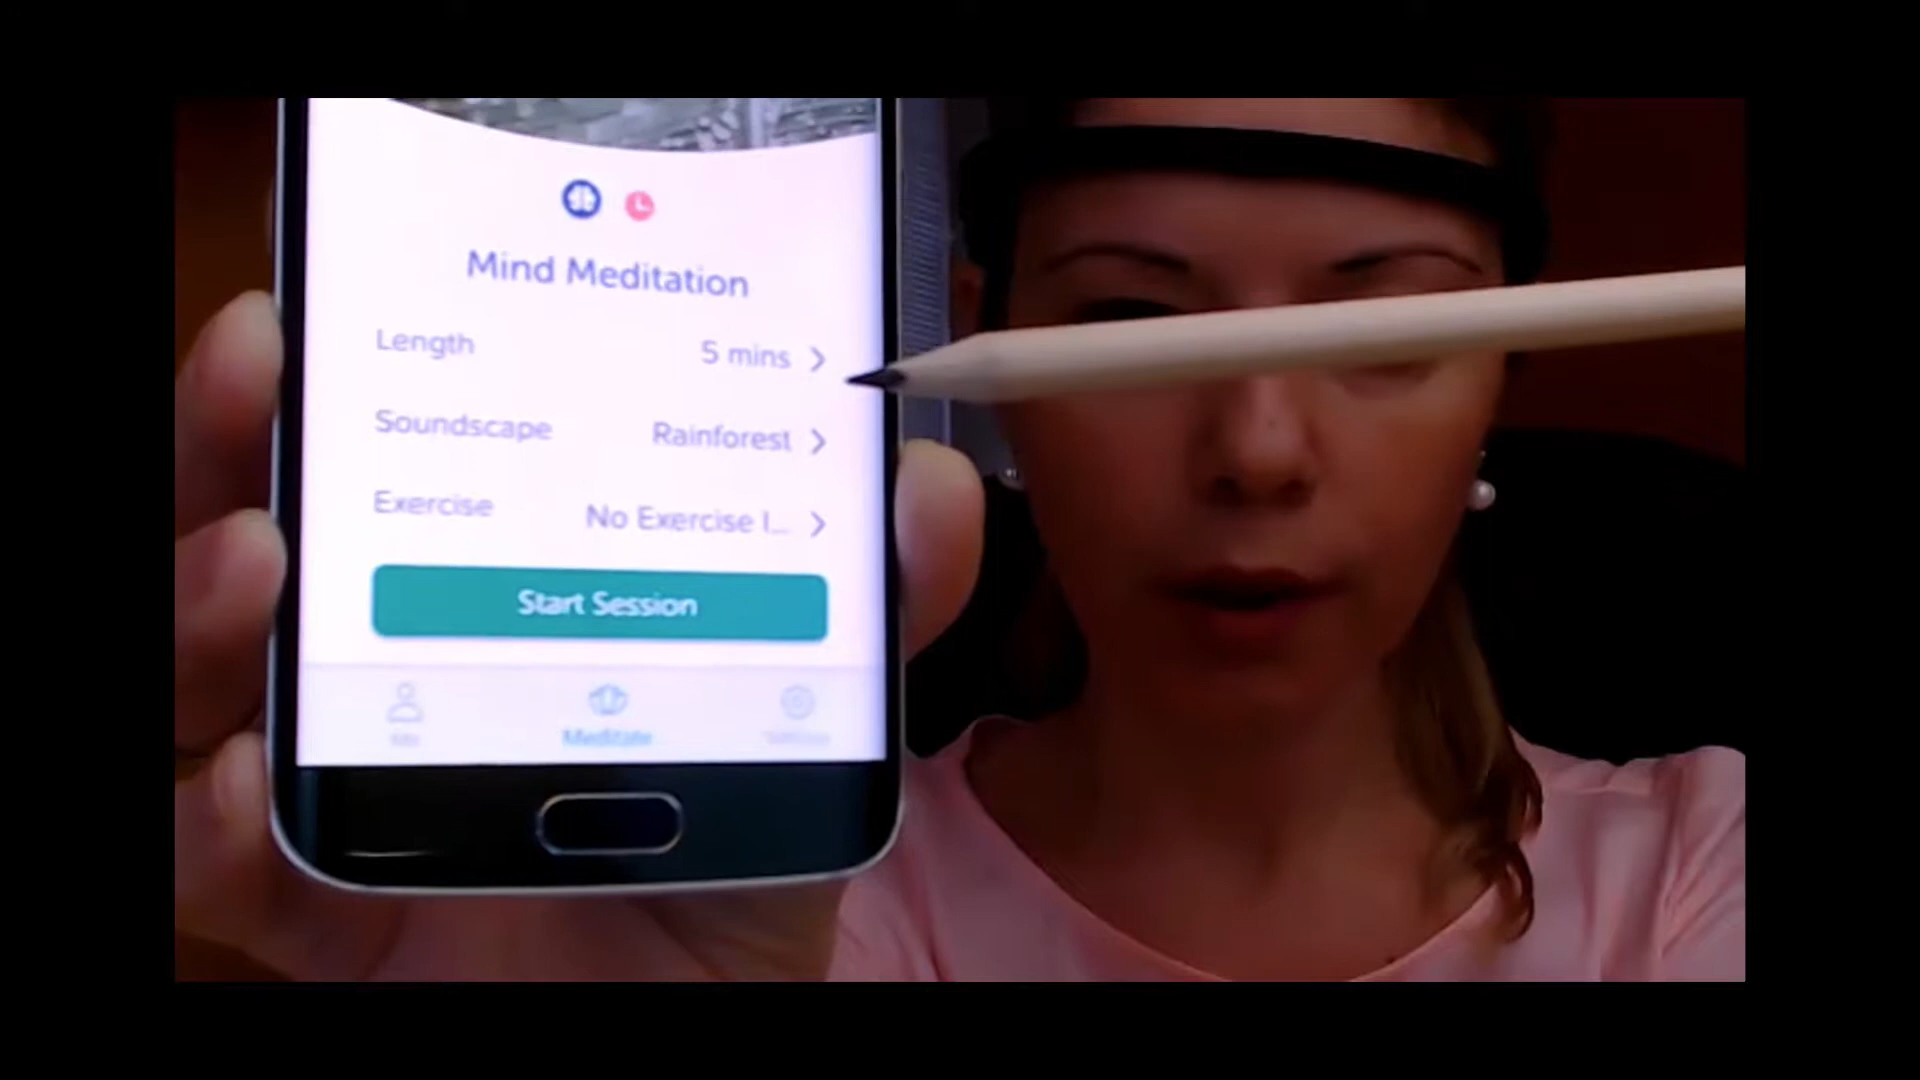 Mind Meditation
Length 5 mins
Soundscape Rainforest
Exercise No Exercise I...
Start Session
Meditate